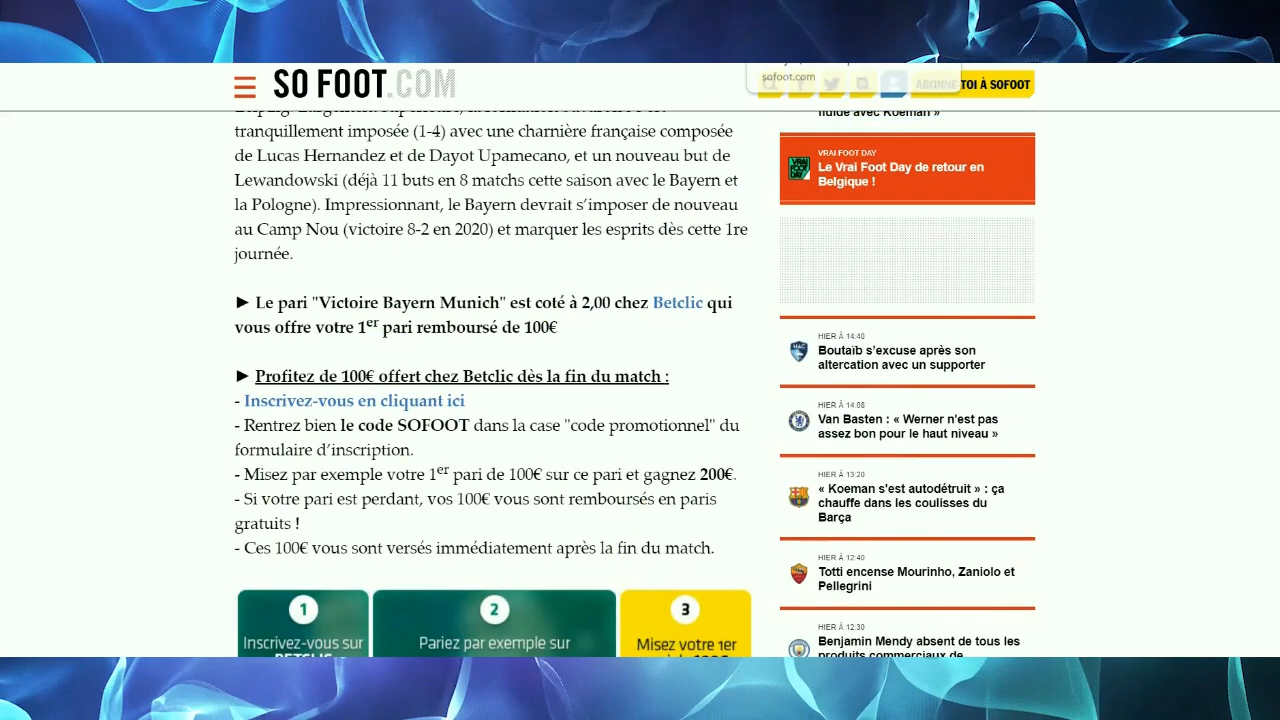 SO FOOT.COM
sofoot.com
ABONNE TOI À SOFOOT
tranquillement imposée (1-4) avec une charnière française composée
de Lucas Hernandez et de Dayot Upamecano, et un nouveau but de
Lewandowski (déjà 11 buts en 8 matchs cette saison avec le Bayern et
la Pologne). Impressionnant, le Bayern devrait s’imposer de nouveau
au Camp Nou (victoire 8-2 en 2020) et marquer les esprits dès cette 1re
journée.
► Le pari "Victoire Bayern Munich" est coté à 2,00 chez Betclic qui
vous offre votre 1er pari remboursé de 100€
► Profitez de 100€ offert chez Betclic dès la fin du match :
- Inscrivez-vous en cliquant ici
- Rentrez bien le code SOFOOT dans la case "code promotionnel" du
formulaire d’inscription.
- Misez par exemple votre 1er pari de 100€ sur ce pari et gagnez 200€.
- Si votre pari est perdant, vos 100€ vous sont remboursés en paris
gratuits !
- Ces 100€ vous sont versés immédiatement après la fin du match.
1
Inscrivez-vous sur
BETCLIC
2
Pariez par exemple sur
3
Misez votre 1er
fluide avec Koeman »
VRAI FOOT DAY
Le Vrai Foot Day de retour en
Belgique !
HIER À 14:40
Boutaïb s’excuse après son
altercation avec un supporter
HIER À 14:08
Van Basten : « Werner n'est pas
assez bon pour le haut niveau »
HIER À 13:20
« Koeman s'est autodétruit » : ça
chauffe dans les coulisses du
Barça
HIER À 12:40
Totti encense Mourinho, Zaniolo et
Pellegrini
HIER À 12:30
Benjamin Mendy absent de tous les
produits commerciaux de